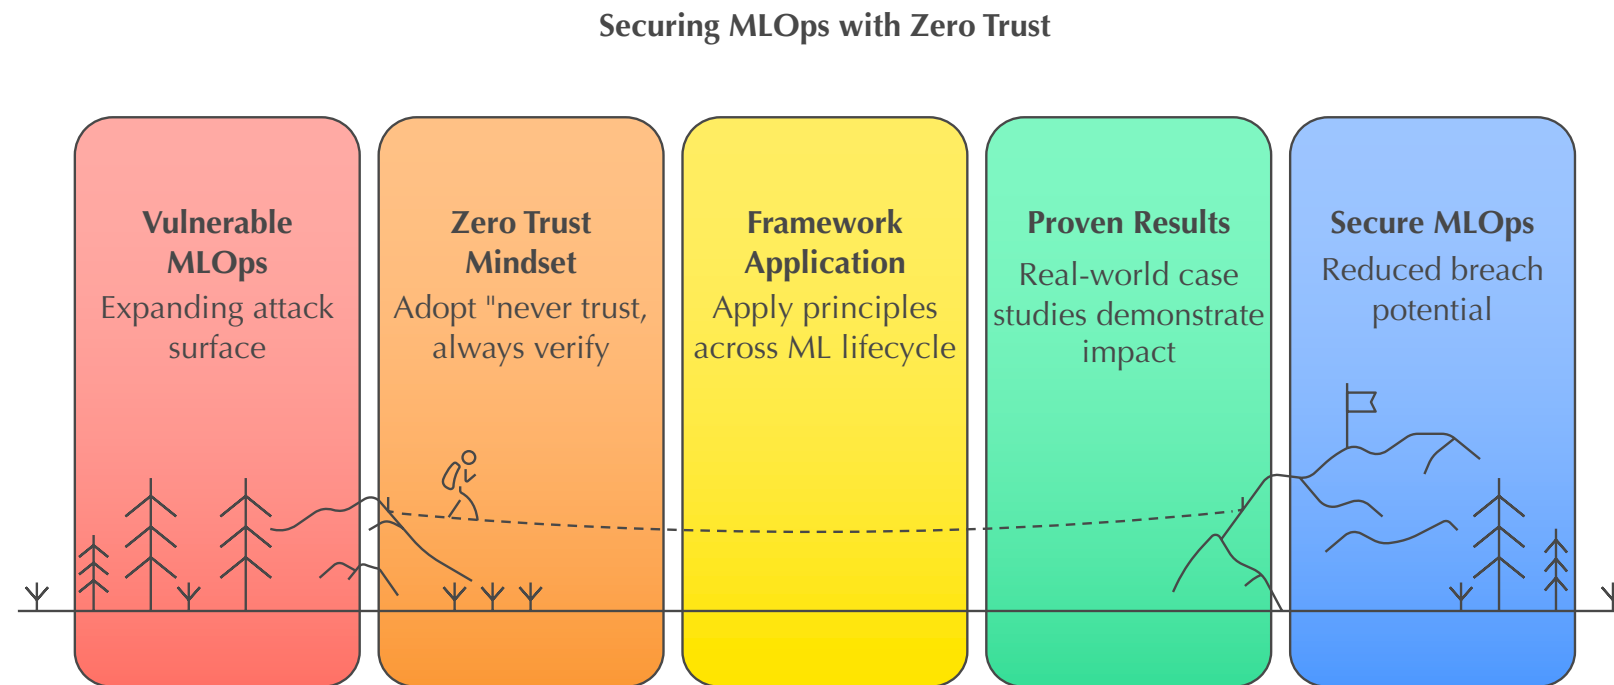 Securing MLOps with Zero Trust
Vulnerable
MLOps
Expanding attack
surface
Zero Trust
Mindset
Adopt "never trust,
always verify
Framework
Application
Apply principles
across ML lifecycle
Proven Results
Real-world case
studies demonstrate
impact
Secure MLOps
Reduced breach
potential